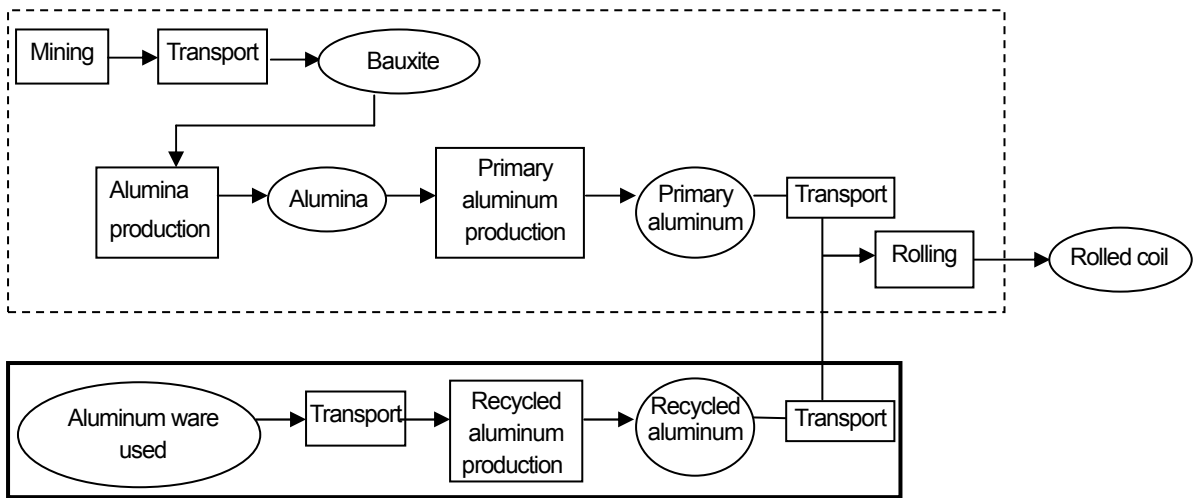 Mining
Transport
Bauxite
Alumina
production
Alumina
Primary
aluminum
production
Primary
aluminum
Transport
Rolling
Rolled coil
Aluminum ware
used
Transport
Recycled
aluminum
production
Recycled
aluminum
Transport